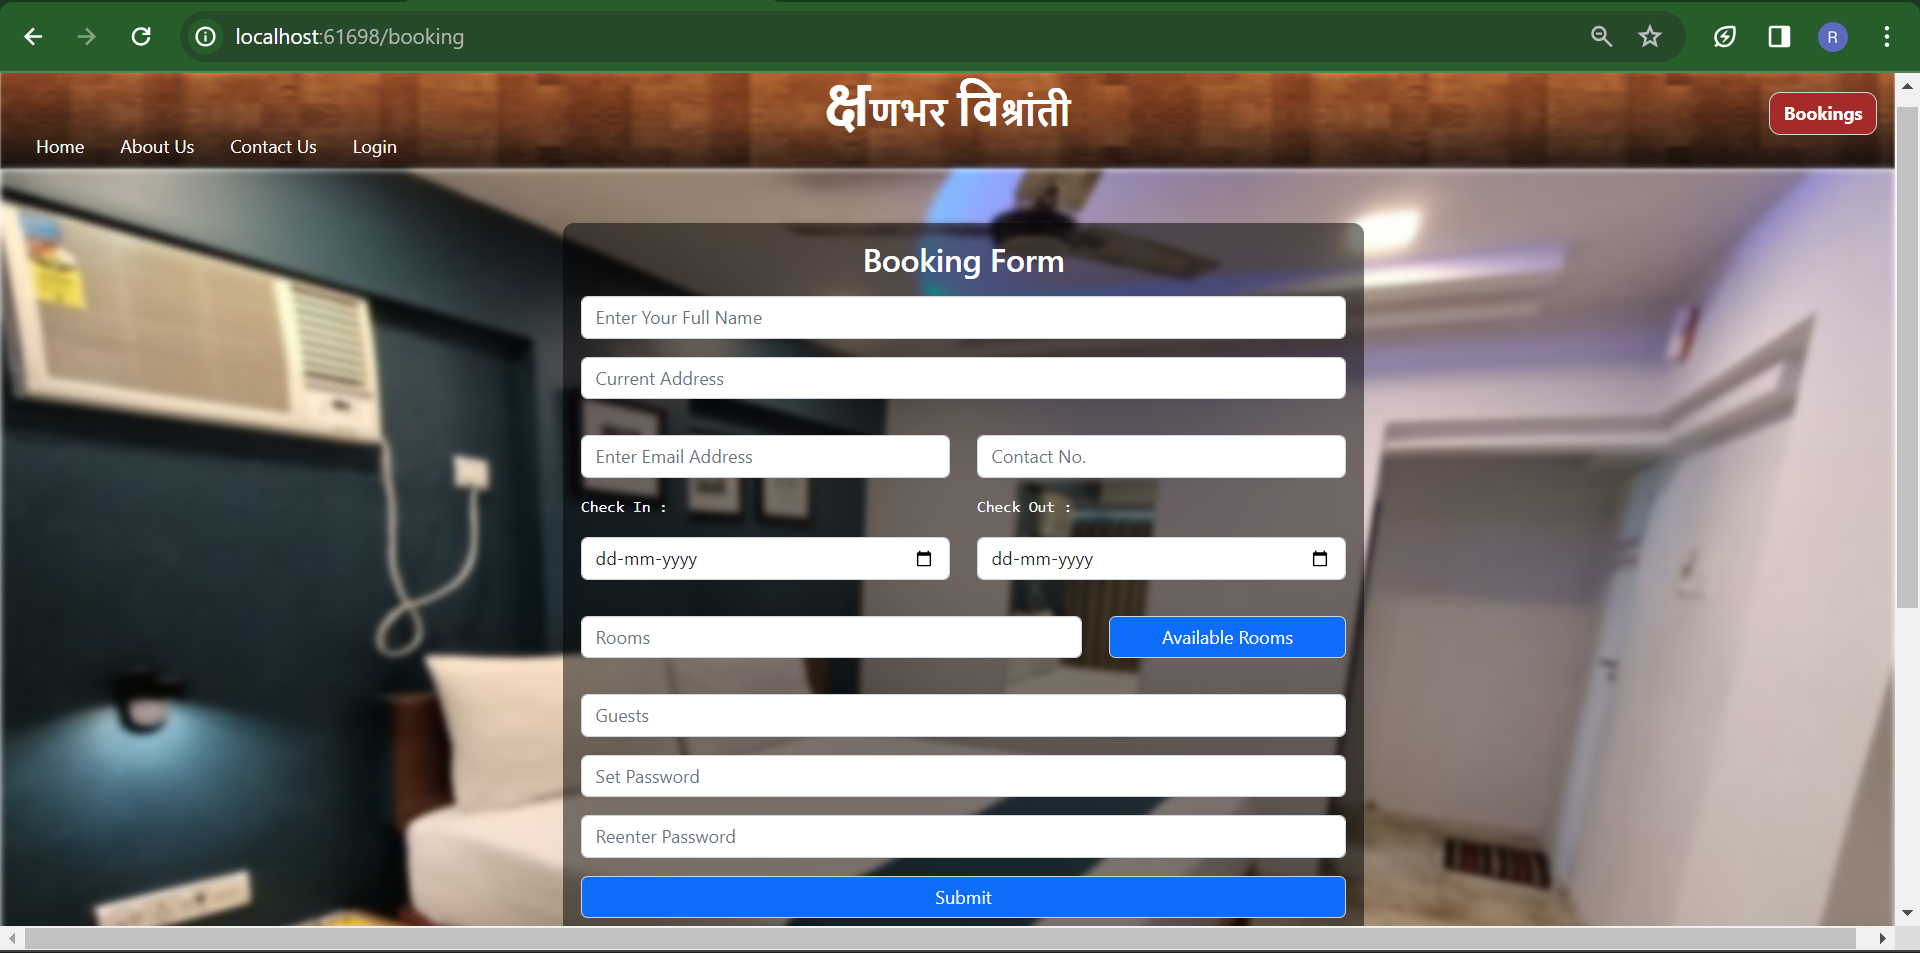 localhost:61698/booking
R
क्षणभर विश्रांती
Bookings
Home About Us Contact Us Login
Booking Form
Enter Your Full Name
Current Address
Enter Email Address Contact No.
Check In : Check Out :
dd-mm-yyyy dd-mm-yyyy
Rooms Available Rooms
Guests
Set Password
Reenter Password
Submit